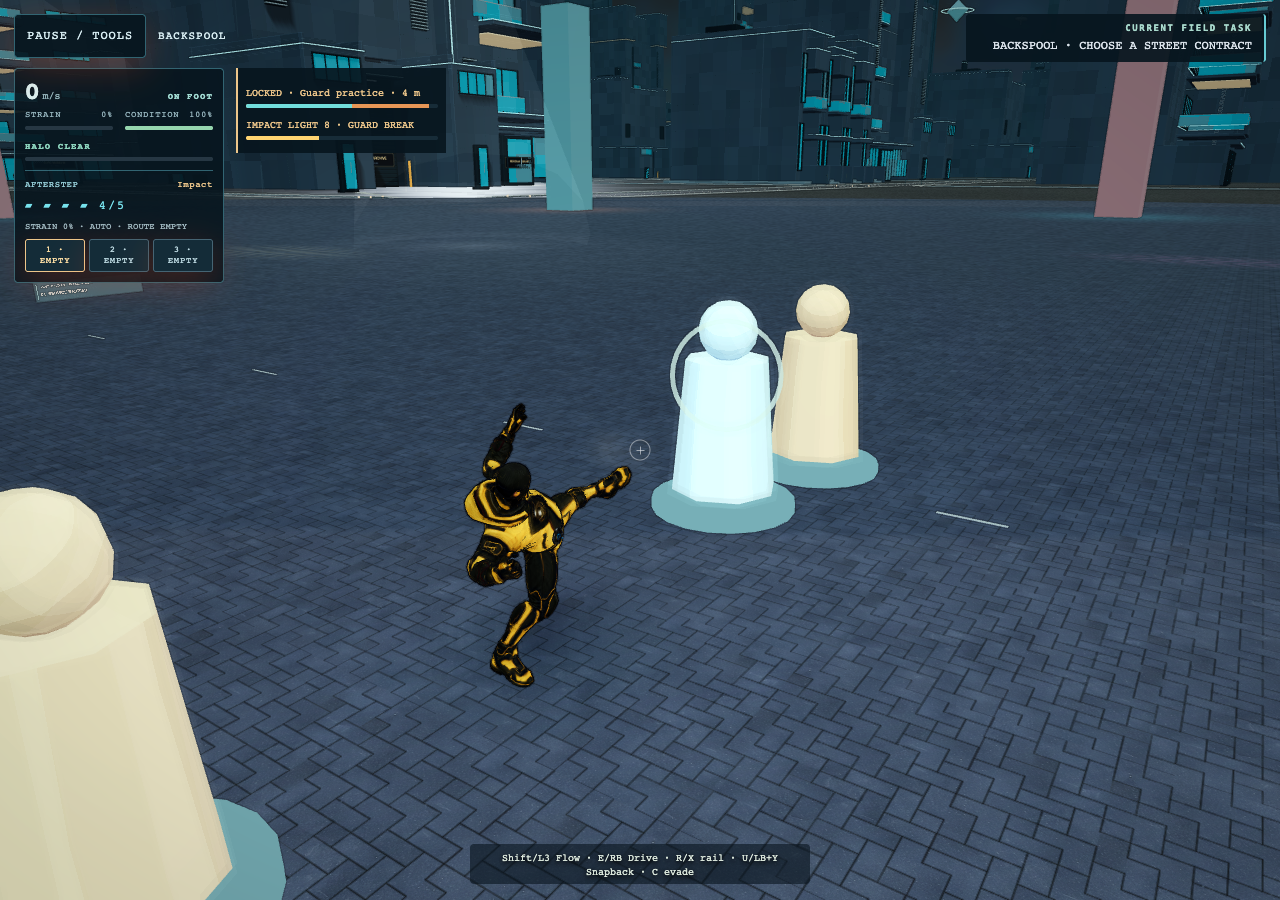 PAUSE / TOOLS
BACKSPOOL
CURRENT FIELD TASK
BACKSPOOL · CHOOSE A STREET CONTRACT
0 m/s
ON FOOT
STRAIN 0%
CONDITION 100%
HALO CLEAR
AFTERSTEP
Impact
4/5
STRAIN 0% · AUTO · ROUTE EMPTY
1 · EMPTY
2 · EMPTY
3 · EMPTY
LOCKED · Guard practice · 4 m
IMPACT LIGHT 8 · GUARD BREAK
Shift/L3 Flow · E/RB Drive · R/X rail · U/LB+Y
Snapback · C evade